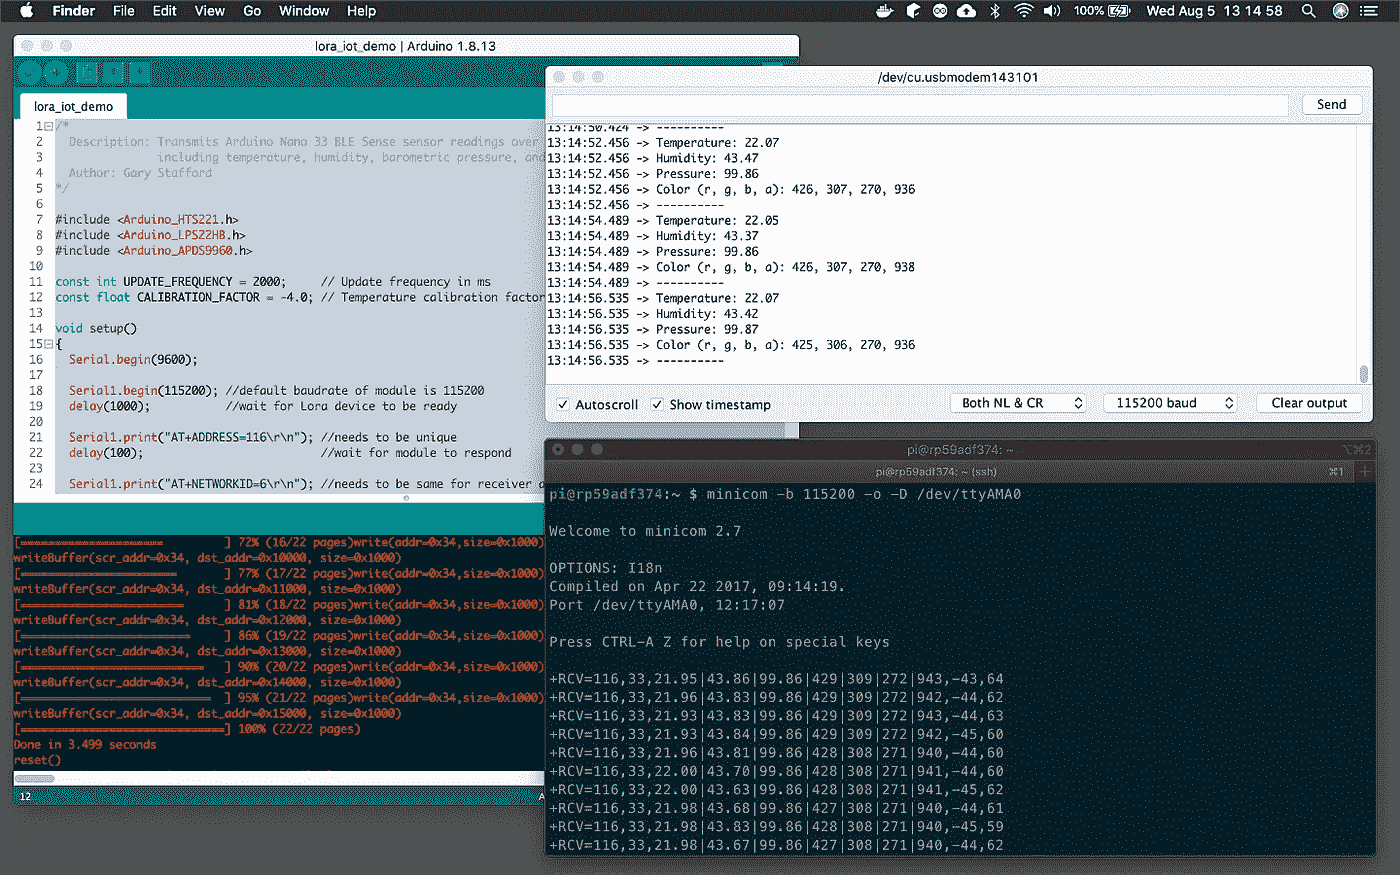 Finder File Edit View Go Window Help 100% Wed Aug 5 13 14 58
lora_iot_demo | Arduino 1.8.13
lora_iot_demo
1 /*
2 Description: Transmits Arduino Nano 33 BLE Sense sensor readings over
3 including temperature, humidity, barometric pressure, and
4 Author: Gary Stafford
5 */
6
7 #include <Arduino_HTS221.h>
8 #include <Arduino_LPS22HB.h>
9 #include <Arduino_APDS9960.h>
10
11 const int UPDATE_FREQUENCY = 2000; // Update frequency in ms
12 const float CALIBRATION_FACTOR = -4.0; // Temperature calibration factor
13
14 void setup()
15 {
16 Serial.begin(9600);
17
18 Serial1.begin(115200); //default baudrate of module is 115200
19 delay(1000); //wait for Lora device to be ready
20
21 Serial1.print("AT+ADDRESS=116\r\n"); //needs to be unique
22 delay(100); //wait for module to respond
23
24 Serial1.print("AT+NETWORKID=6\r\n"); //needs to be same for receiver
[==================== ] 72% (16/22 pages)write(addr=0x34,size=0x1000)
writeBuffer(scr_addr=0x34, dst_addr=0x10000, size=0x1000)
[====================== ] 77% (17/22 pages)write(addr=0x34,size=0x1000)
writeBuffer(scr_addr=0x34, dst_addr=0x11000, size=0x1000)
[======================= ] 81% (18/22 pages)write(addr=0x34,size=0x1000)
writeBuffer(scr_addr=0x34, dst_addr=0x12000, size=0x1000)
[======================== ] 86% (19/22 pages)write(addr=0x34,size=0x1000)
writeBuffer(scr_addr=0x34, dst_addr=0x13000, size=0x1000)
[========================== ] 90% (20/22 pages)write(addr=0x34,size=0x1000)
writeBuffer(scr_addr=0x34, dst_addr=0x14000, size=0x1000)
[=========================== ] 95% (21/22 pages)write(addr=0x34,size=0x1000)
writeBuffer(scr_addr=0x34, dst_addr=0x15000, size=0x1000)
[=============================] 100% (22/22 pages)
Done in 3.499 seconds
reset()
12
/dev/cu.usbmodem143101
Send
13:14:50.424 -> ----------
13:14:52.456 -> Temperature: 22.07
13:14:52.456 -> Humidity: 43.47
13:14:52.456 -> Pressure: 99.86
13:14:52.456 -> Color (r, g, b, a): 426, 307, 270, 936
13:14:52.456 -> ----------
13:14:54.489 -> Temperature: 22.05
13:14:54.489 -> Humidity: 43.37
13:14:54.489 -> Pressure: 99.86
13:14:54.489 -> Color (r, g, b, a): 426, 307, 270, 938
13:14:54.489 -> ----------
13:14:56.535 -> Temperature: 22.07
13:14:56.535 -> Humidity: 43.42
13:14:56.535 -> Pressure: 99.87
13:14:56.535 -> Color (r, g, b, a): 425, 306, 270, 936
13:14:56.535 -> ----------
Autoscroll Show timestamp Both NL & CR 115200 baud Clear output
pi@rp59adf374: ~ ⌥⌘2
pi@rp59adf374: ~ (ssh) ⌘1 +
pi@rp59adf374:~ $ minicom -b 115200 -o -D /dev/ttyAMA0
Welcome to minicom 2.7
OPTIONS: I18n
Compiled on Apr 22 2017, 09:14:19.
Port /dev/ttyAMA0, 12:17:07
Press CTRL-A Z for help on special keys
+RCV=116,33,21.95|43.86|99.86|429|309|272|943,-43,64
+RCV=116,33,21.96|43.83|99.86|429|309|272|942,-44,62
+RCV=116,33,21.93|43.83|99.86|429|309|272|943,-44,63
+RCV=116,33,21.93|43.84|99.86|429|309|272|942,-45,60
+RCV=116,33,21.96|43.81|99.86|428|308|271|940,-44,60
+RCV=116,33,22.00|43.70|99.86|428|308|271|941,-44,60
+RCV=116,33,22.00|43.63|99.86|428|308|271|941,-45,62
+RCV=116,33,21.98|43.68|99.86|427|308|271|940,-44,61
+RCV=116,33,21.98|43.83|99.86|428|308|271|940,-45,59
+RCV=116,33,21.98|43.67|99.86|427|308|271|940,-44,62